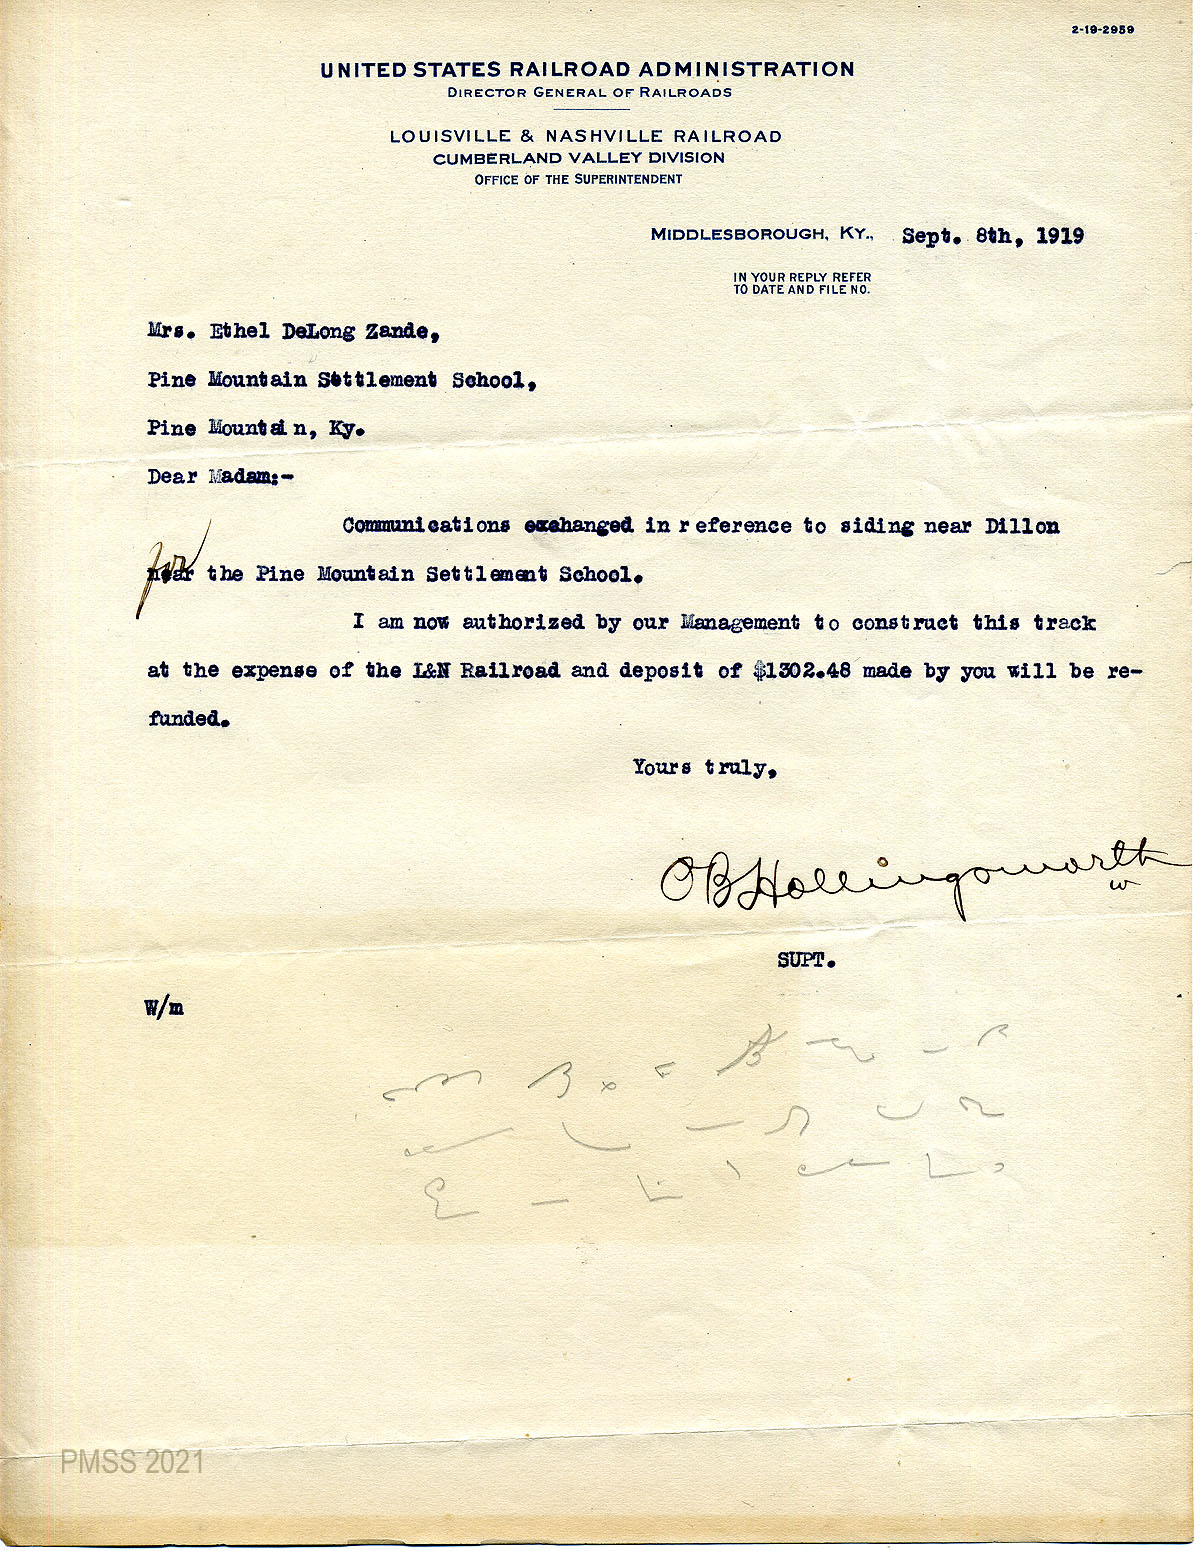 2-19-2959
UNITED STATES RAILROAD ADMINISTRATION
DIRECTOR GENERAL OF RAILROADS
LOUISVILLE & NASHVILLE RAILROAD
CUMBERLAND VALLEY DIVISION
OFFICE OF THE SUPERINTENDENT
MIDDLESBOROUGH, KY., Sept. 8th, 1919
IN YOUR REPLY REFER
TO DATE AND FILE NO.
Mrs. Ethel DeLong Zande,
Pine Mountain Settlement School,
Pine Mountain, Ky.
Dear Madam:-
Communications exchanged in reference to siding near Dillon
for
near the Pine Mountain Settlement School.
I am now authorized by our Management to construct this track
at the expense of the L&N Railroad and deposit of $1302.48 made by you will be re-
funded.
Yours truly,
OB Hollingsworth
w
SUPT.
W/m
PMSS 2021